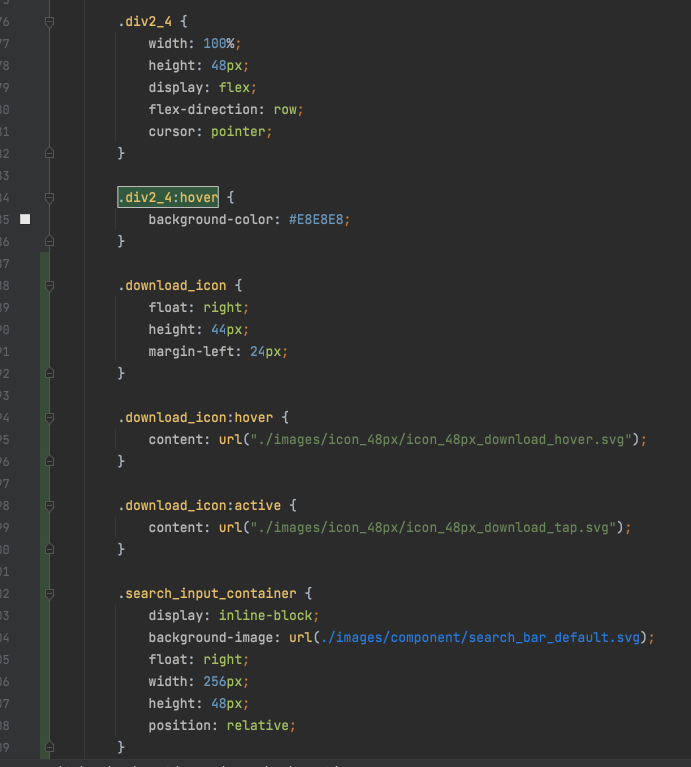 76 .div2_4 {
77 width: 100%;
78 height: 48px;
79 display: flex;
80 flex-direction: row;
81 cursor: pointer;
82 }
83
84 .div2_4:hover {
85 background-color: #E8E8E8;
86 }
87
88 .download_icon {
89 float: right;
90 height: 44px;
91 margin-left: 24px;
92 }
93
94 .download_icon:hover {
95 content: url("./images/icon_48px/icon_48px_download_hover.svg");
96 }
97
98 .download_icon:active {
99 content: url("./images/icon_48px/icon_48px_download_tap.svg");
00 }
01
02 .search_input_container {
03 display: inline-block;
04 background-image: url(./images/component/search_bar_default.svg);
05 float: right;
06 width: 256px;
07 height: 48px;
08 position: relative;
09 }